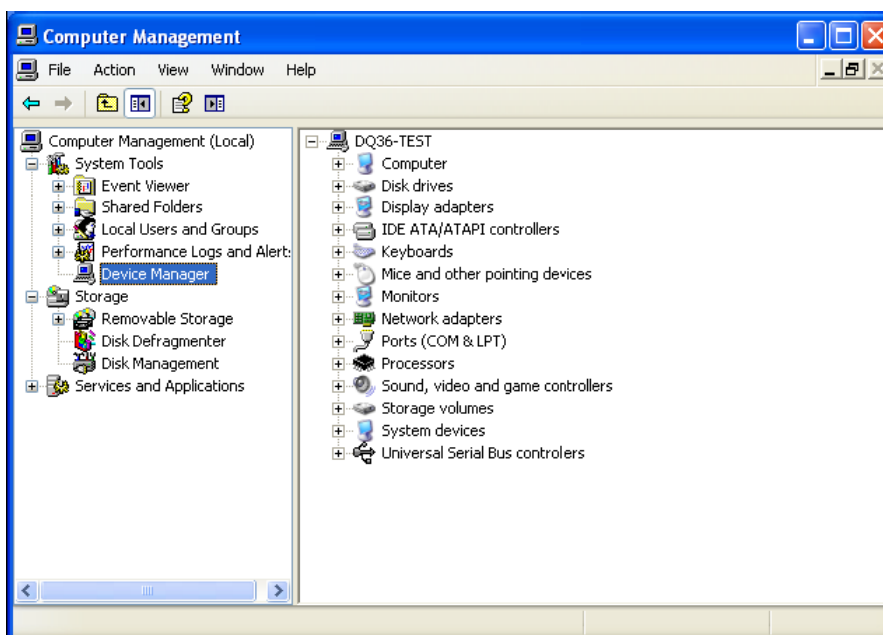 Computer Management
File Action View Window Help
Computer Management (Local)
System Tools
Event Viewer
Shared Folders
Local Users and Groups
Performance Logs and Alert:
Device Manager
Storage
Removable Storage
Disk Defragmenter
Disk Management
Services and Applications
DQ36-TEST
Computer
Disk drives
Display adapters
IDE ATA/ATAPI controllers
Keyboards
Mice and other pointing devices
Monitors
Network adapters
Ports (COM & LPT)
Processors
Sound, video and game controllers
Storage volumes
System devices
Universal Serial Bus controlers